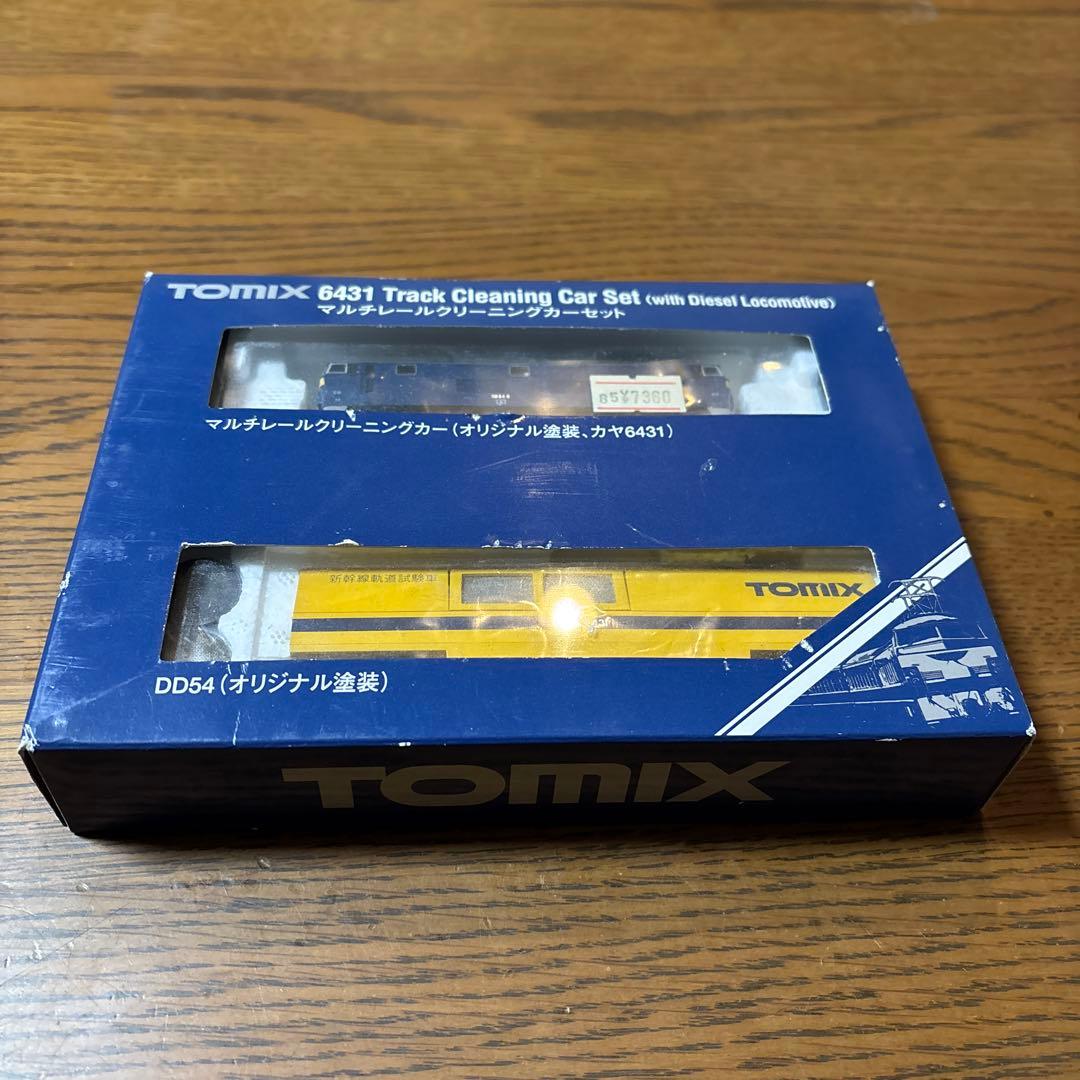 TOMIX 6431 Track Cleaning Car Set (with Diesel Locomotive)
マルチレールクリーニングカーセット
85¥7360
マルチレールクリーニングカー(オリジナル塗装、カヤ6431)
新幹線軌道試験車
TOMIX
DD54(オリジナル塗装)
TOMIX